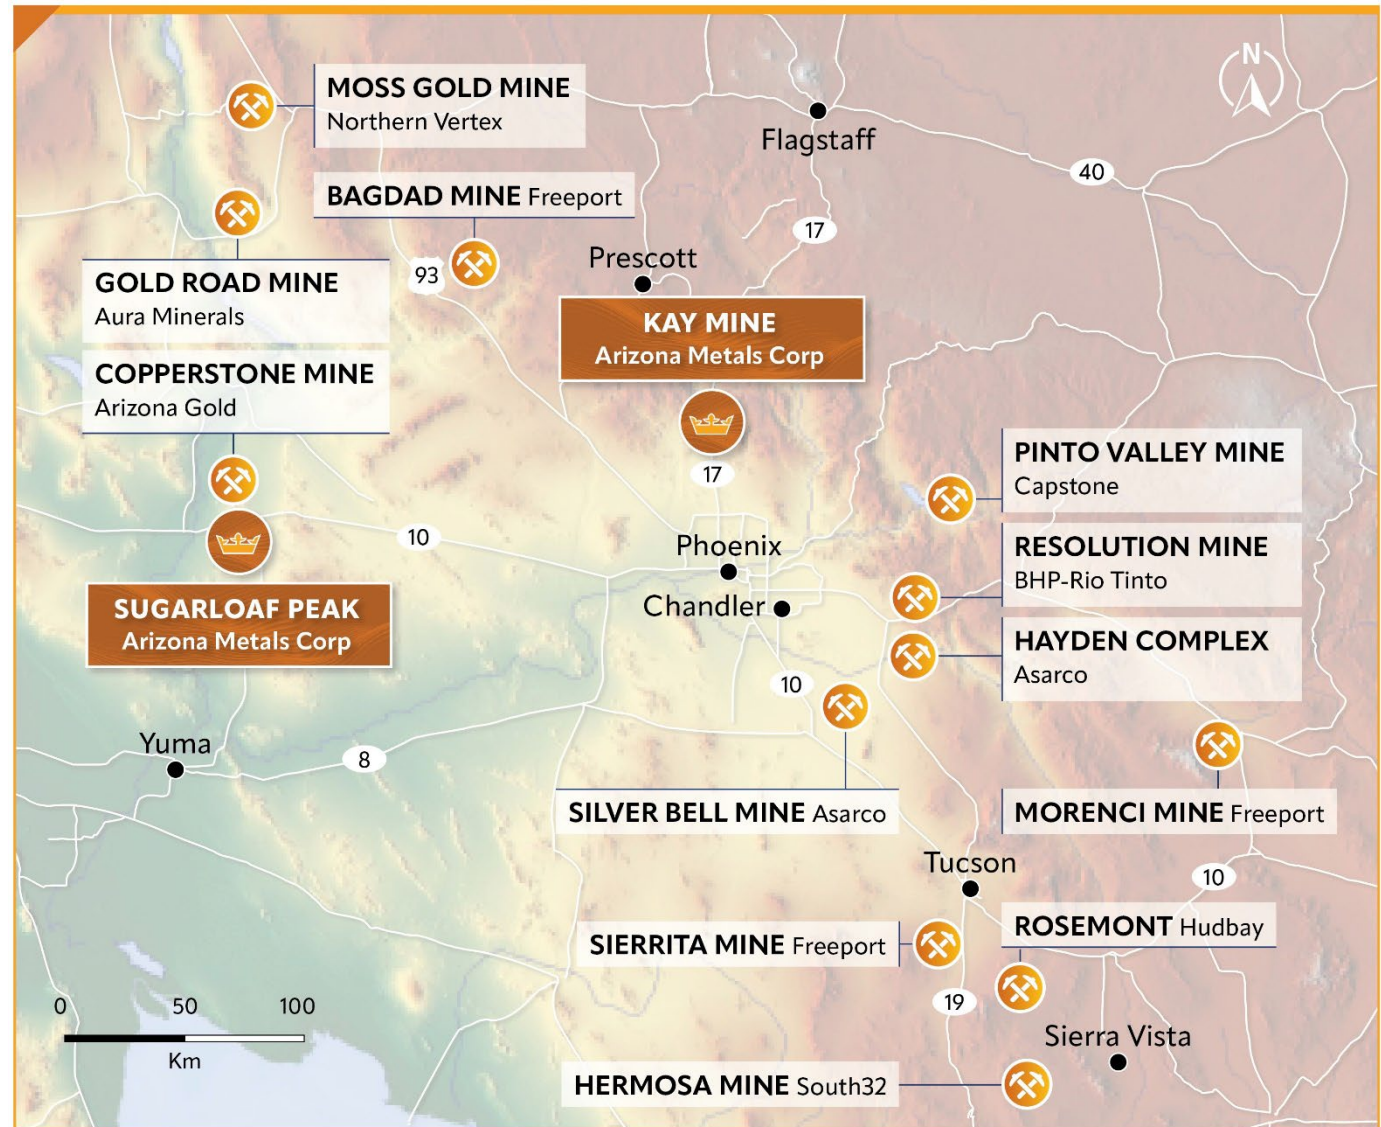 MOSS GOLD MINE
Northern Vertex
N
Flagstaff
40
BAGDAD MINE Freeport
17
Prescott
93
GOLD ROAD MINE
Aura Minerals
KAY MINE
Arizona Metals Corp
COPPERSTONE MINE
Arizona Gold
17
PINTO VALLEY MINE
Capstone
10
Phoenix
RESOLUTION MINE
BHP-Rio Tinto
Chandler
SUGARLOAF PEAK
Arizona Metals Corp
HAYDEN COMPLEX
Asarco
10
Yuma
8
SILVER BELL MINE Asarco
MORENCI MINE Freeport
Tucson
10
ROSEMONT Hudbay
SIERRITA MINE Freeport
19
0 50 100
Km
Sierra Vista
HERMOSA MINE South32